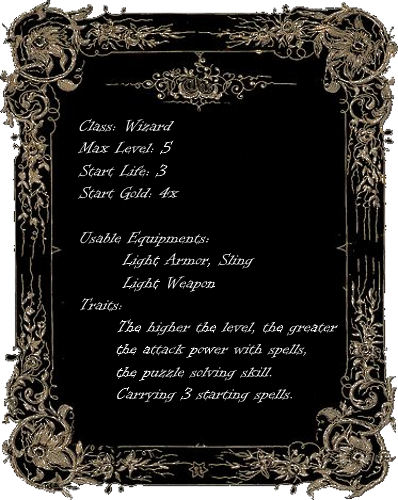 Class: Wizard
Max Level: 5
Start Life: 3
Start Gold: 4x
Usable Equipments:
Light Armor, Sling
Light Weapon
Traits:
The higher the level, the greater
the attack power with spells,
the puzzle solving skill.
Carrying 3 starting spells.